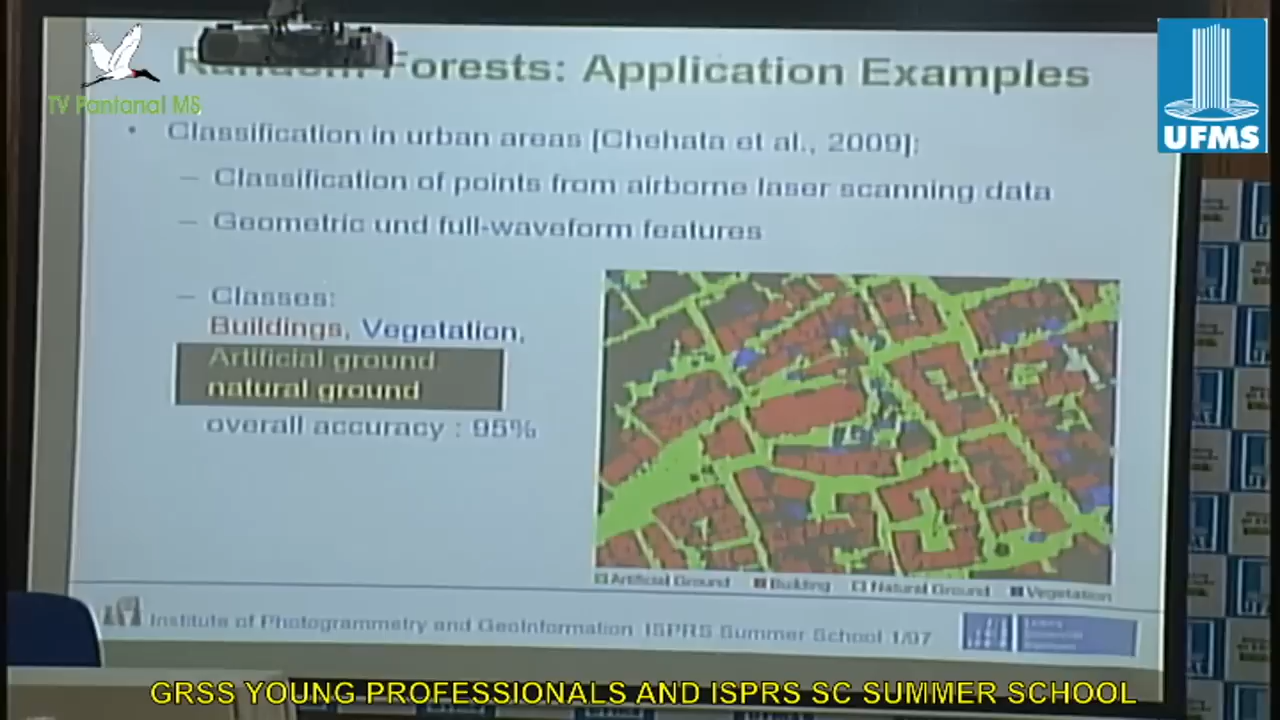 Random Forests: Application Examples
TV Pantanal MS
UFMS
• Classification in urban areas [Chehata et al., 2009]:
– Classification of points from airborne laser scanning data
– Geometric und full-waveform features
– Classes:
Buildings, Vegetation,
Artificial ground
natural ground
overall accuracy : 95%
Artificial Ground Building Natural Ground Vegetation
Institute of Photogrammetry and GeoInformation ISPRS Summer School 1/97
GRSS YOUNG PROFESSIONALS AND ISPRS SC SUMMER SCHOOL